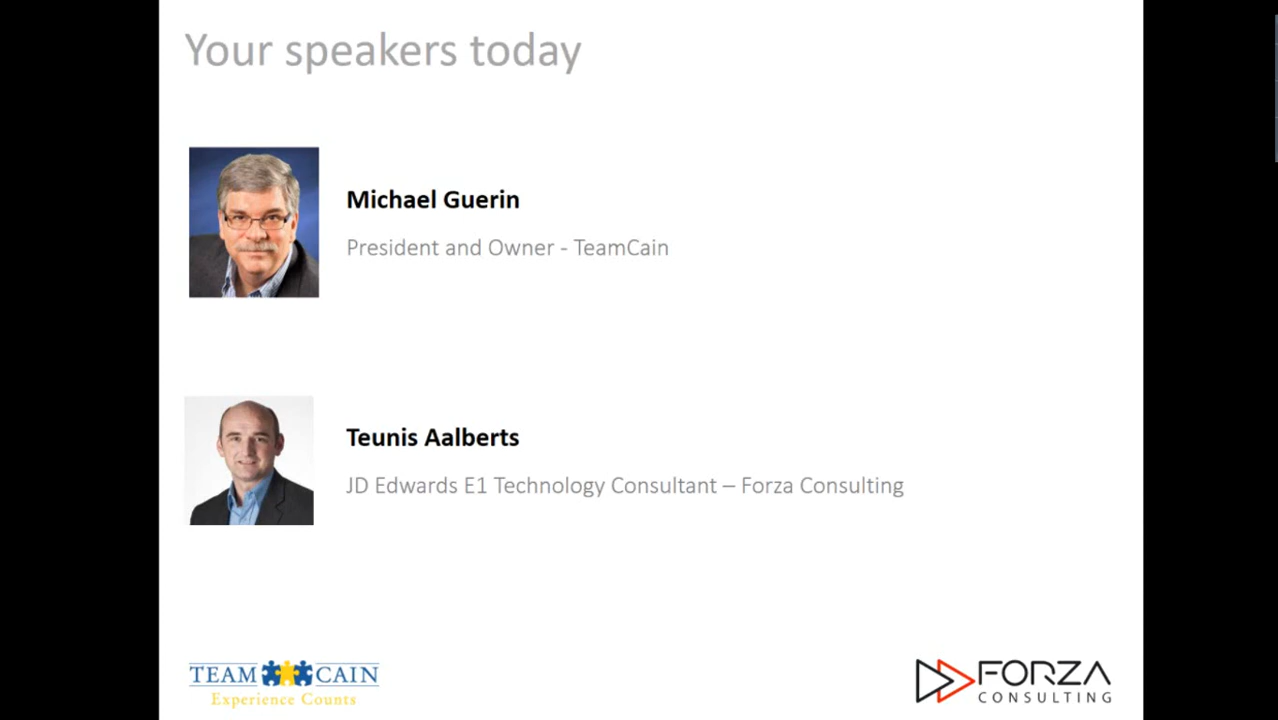 Your speakers today
Michael Guerin
President and Owner - TeamCain
Teunis Aalberts
JD Edwards E1 Technology Consultant – Forza Consulting
TEAM CAIN
Experience Counts
FORZA
CONSULTING